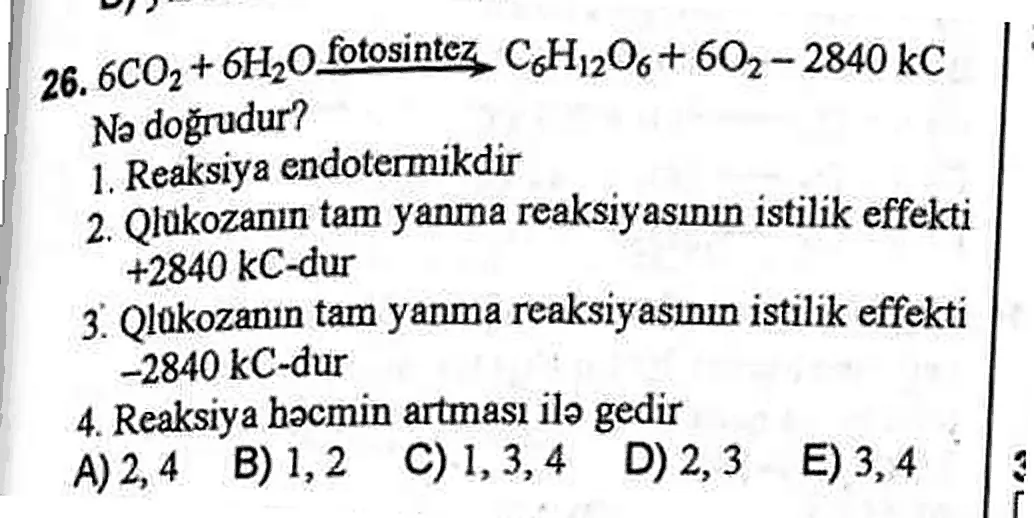 26. 6CO₂ + 6H₂O fotosintez → C₆H₁₂O₆ + 6O₂ – 2840 kC
Nə doğrudur?
1. Reaksiya endotermikdir
2. Qlükozanın tam yanma reaksiyasının istilik effekti
+2840 kC-dur
3. Qlükozanın tam yanma reaksiyasının istilik effekti
–2840 kC-dur
4. Reaksiya həcmin artması ilə gedir
A) 2, 4 B) 1, 2 C) 1, 3, 4 D) 2, 3 E) 3, 4